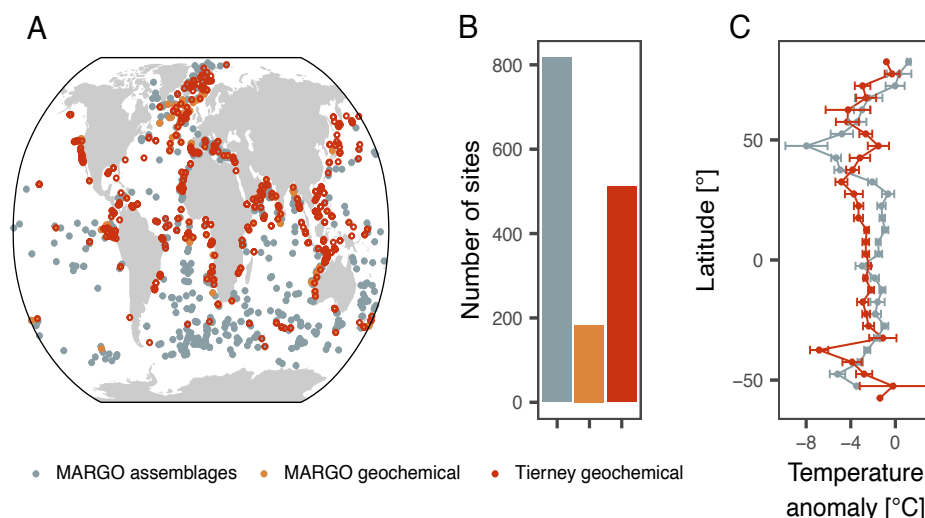 A
B
C
Number of sites
800
600
400
200
0
Latitude [°]
50
0
−50
−8
−4
0
Temperature
anomaly [°C]
MARGO assemblages
MARGO geochemical
Tierney geochemical